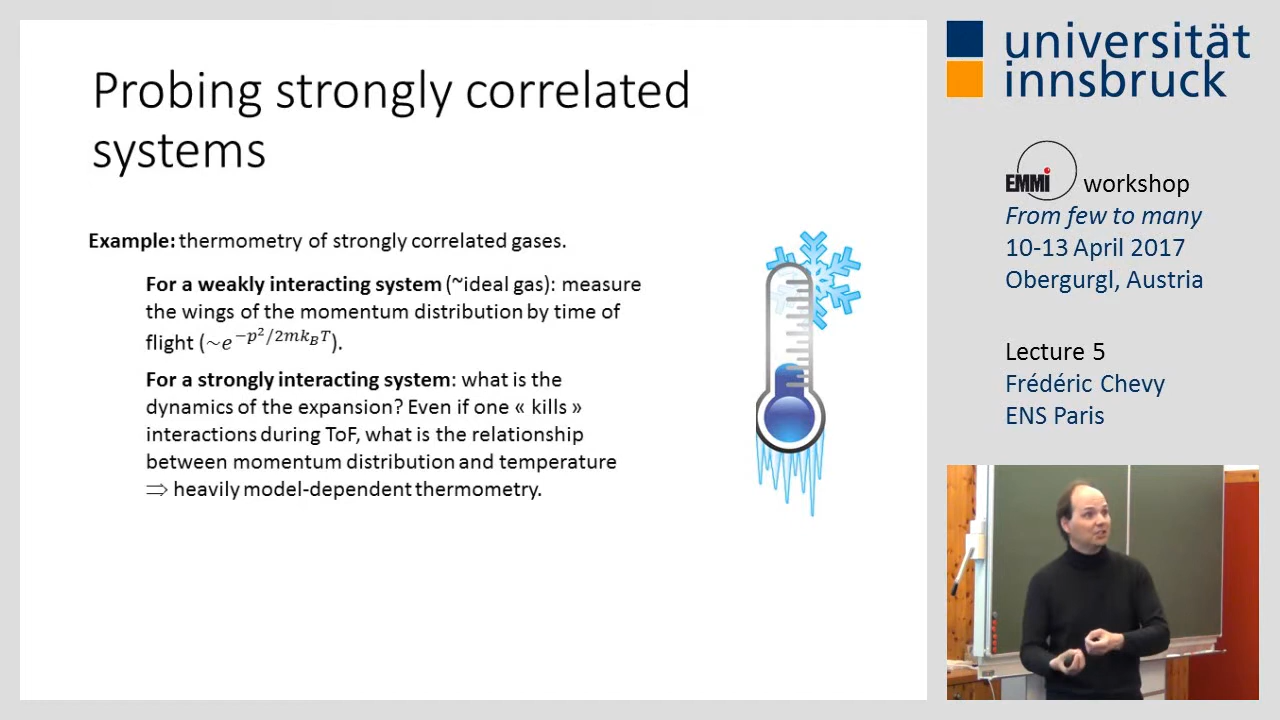 Probing strongly correlated
systems
Example: thermometry of strongly correlated gases.
For a weakly interacting system (~ideal gas): measure
the wings of the momentum distribution by time of
flight (~e^{-p^2/2mk_BT}).
For a strongly interacting system: what is the
dynamics of the expansion? Even if one « kills »
interactions during ToF, what is the relationship
between momentum distribution and temperature
⟹ heavily model-dependent thermometry.
universität
innsbruck
EMMI workshop
From few to many
10-13 April 2017
Obergurgl, Austria
Lecture 5
Frédéric Chevy
ENS Paris